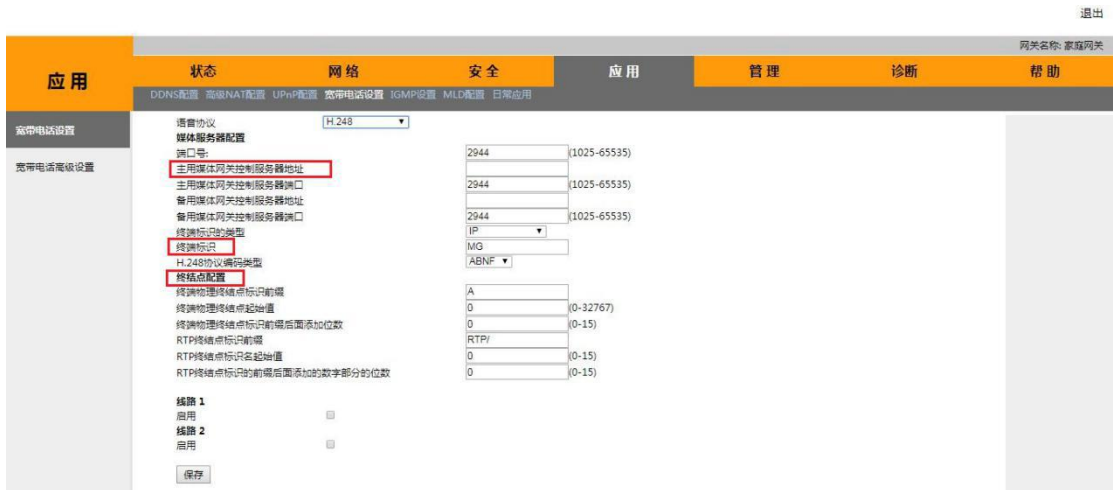 退出
网关名称: 家庭网关
应用
状态 网络 安全 应用 管理 诊断 帮助
DDNS配置 高级NAT配置 UPnP配置 宽带电话设置 IGMP设置 MLD配置 日常应用
宽带电话设置
宽带电话高级设置
语音协议 H.248
媒体服务器配置
端口号: 2944 (1025-65535)
主用媒体网关控制服务器地址
主用媒体网关控制服务器端口 2944 (1025-65535)
备用媒体网关控制服务器地址
备用媒体网关控制服务器端口 2944 (1025-65535)
终端标识的类型 IP
终端标识 MG
H.248协议编码类型 ABNF
终结点配置
终端物理终结点标识前缀 A
终端物理终结点起始值 0 (0-32767)
终端物理终结点标识前缀后面添加位数 0 (0-15)
RTP终结点标识前缀 RTP/
RTP终结点标识名起始值 0 (0-15)
RTP终结点标识的前缀后面添加的数字部分的位数 0 (0-15)
线路 1
启用
线路 2
启用
保存